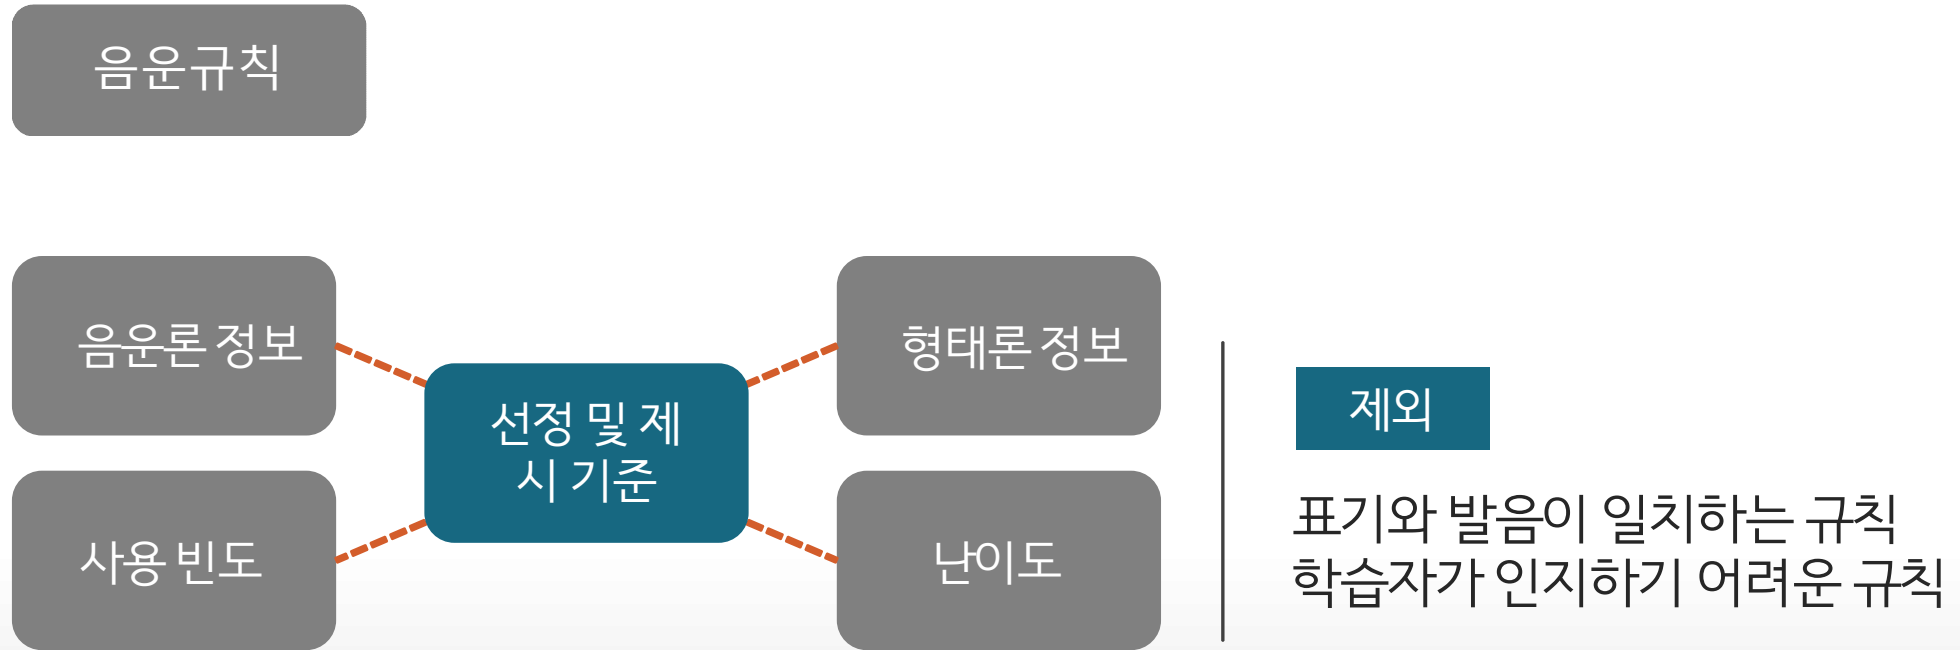 음운규칙
음운론 정보
형태론 정보
선정 및 제
시 기준
사용 빈도
난이도
제외
표기와 발음이 일치하는 규칙
학습자가 인지하기 어려운 규칙